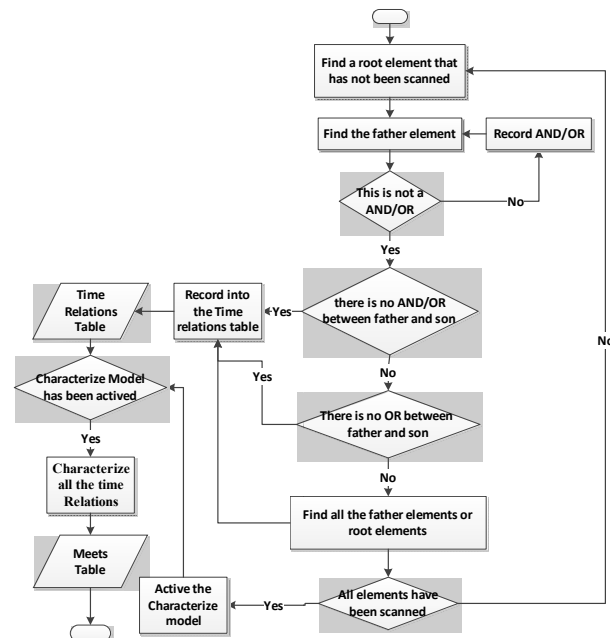 Find a root element that
has not been scanned
Find the father element
Record AND/OR
This is not a
AND/OR
No
Yes
there is no AND/OR
between father and son
Yes
Record into
the Time
relations table
Time
Relations
Table
No
No
Yes
Characterize Model
has been actived
There is no OR between
father and son
Yes
No
Characterize
all the time
Relations
Find all the father elements or
root elements
Meets
Table
Active the
Characterize
model
Yes
All elements have
been scanned